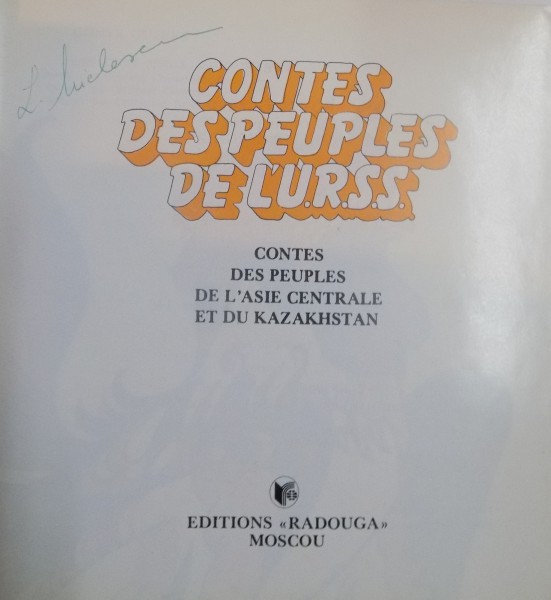 CONTES
DES PEUPLES
DE L'U.R.S.S.
CONTES
DES PEUPLES
DE L'ASIE CENTRALE
ET DU KAZAKHSTAN
EDITIONS «RADOUGA»
MOSCOU